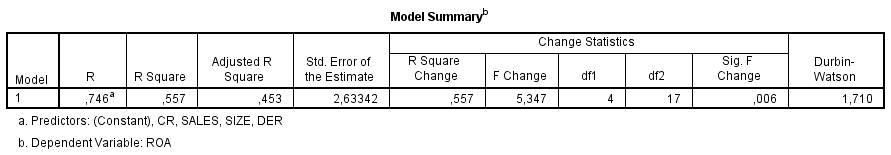 Model Summaryb
Change Statistics
Model R R Square Adjusted R Square Std. Error of the Estimate R Square Change F Change df1 df2 Sig. F Change Durbin-Watson
1 ,746a ,557 ,453 2,63342 ,557 5,347 4 17 ,006 1,710
a. Predictors: (Constant), CR, SALES, SIZE, DER
b. Dependent Variable: ROA